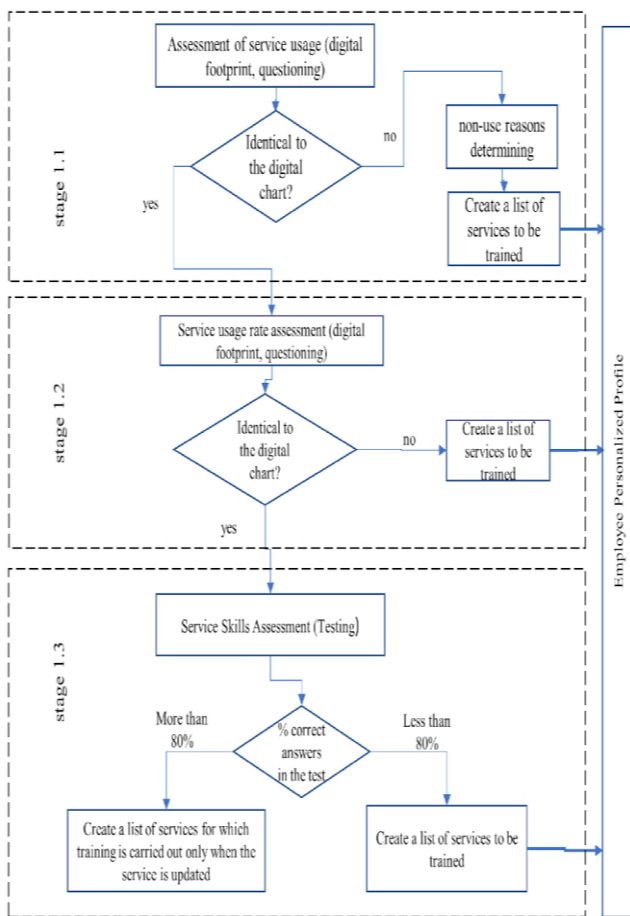 Assessment of service usage (digital
footprint, questioning)
Identical to
the digital
chart?
no
non-use reasons
determining
yes
Create a list of
services to be
trained
stage 1.1
Service usage rate assessment (digital
footprint, questioning)
Identical to
the digital
chart?
no
Create a list of
services to be
trained
yes
stage 1.2
Service Skills Assessment (Testing)
% correct
answers
in the test
More than
80%
Less than
80%
Create a list of services for which
training is carried out only when the
service is updated
Create a list of services to be
trained
stage 1.3
Employee Personalized Profile